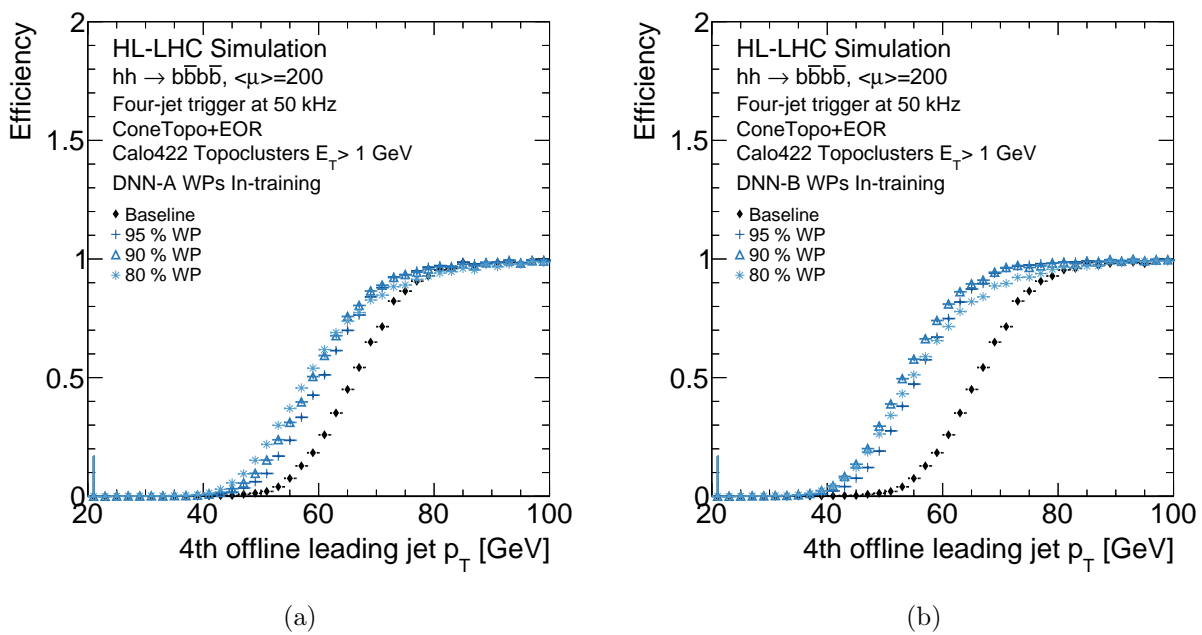 2
1.5
1
0.5
0
Efficiency
HL-LHC Simulation
hh → bb̄bb̄, <μ>=200
Four-jet trigger at 50 kHz
ConeTopo+EOR
Calo422 Topoclusters E_T> 1 GeV
DNN-A WPs In-training
Baseline
95 % WP
90 % WP
80 % WP
20 40 60 80 100
4th offline leading jet p_T [GeV]
(a)
2
1.5
1
0.5
0
Efficiency
HL-LHC Simulation
hh → bb̄bb̄, <μ>=200
Four-jet trigger at 50 kHz
ConeTopo+EOR
Calo422 Topoclusters E_T> 1 GeV
DNN-B WPs In-training
Baseline
95 % WP
90 % WP
80 % WP
20 40 60 80 100
4th offline leading jet p_T [GeV]
(b)